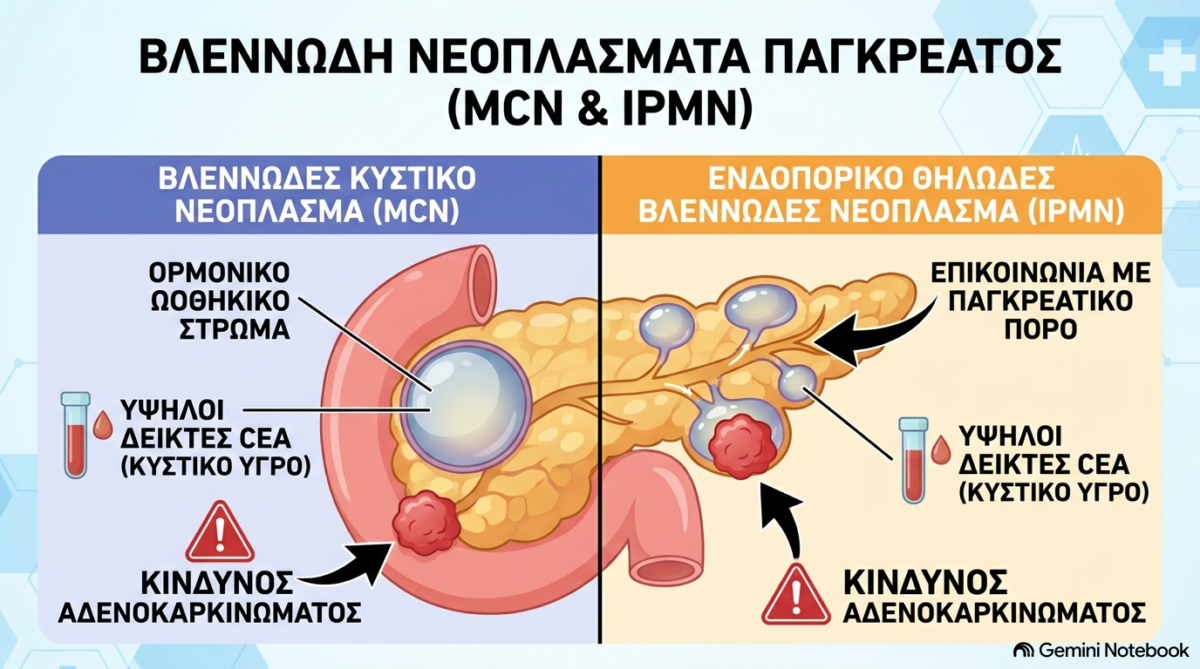 ΒΛΕΝΝΩΔΗ ΝΕΟΠΛΑΣΜΑΤΑ ΠΑΓΚΡΕΑΤΟΣ
(MCN & IPMN)
ΒΛΕΝΝΩΔΕΣ ΚΥΣΤΙΚΟ
ΝΕΟΠΛΑΣΜΑ (MCN)
ΟΡΜΟΝΙΚΟ
ΩΟΘΗΚΙΚΟ
ΣΤΡΩΜΑ
ΥΨΗΛΟΙ
ΔΕΙΚΤΕΣ CEA
(ΚΥΣΤΙΚΟ ΥΓΡΟ)
ΚΙΝΔΥΝΟΣ
ΑΔΕΝΟΚΑΡΚΙΝΩΜΑΤΟΣ
ΕΝΔΟΠΟΡΙΚΟ ΘΗΛΩΔΕΣ
ΒΛΕΝΝΩΔΕΣ ΝΕΟΠΛΑΣΜΑ (IPMN)
ΕΠΙΚΟΙΝΩΝΙΑ ΜΕ
ΠΑΓΚΡΕΑΤΙΚΟ
ΠΟΡΟ
ΥΨΗΛΟΙ
ΔΕΙΚΤΕΣ CEA
(ΚΥΣΤΙΚΟ ΥΓΡΟ)
ΚΙΝΔΥΝΟΣ
ΑΔΕΝΟΚΑΡΚΙΝΩΜΑΤΟΣ
Gemini Notebook